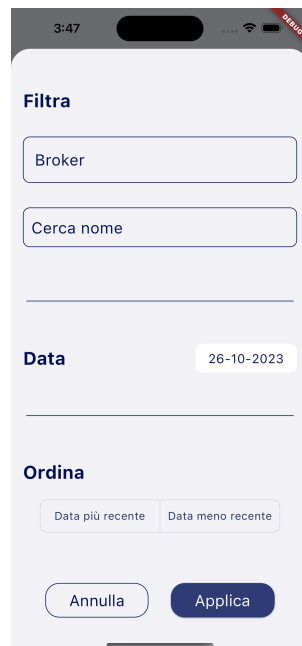 3:47
DEBUG
Filtra
Broker
Cerca nome
Data
26-10-2023
Ordina
Data più recente
Data meno recente
Annulla
Applica